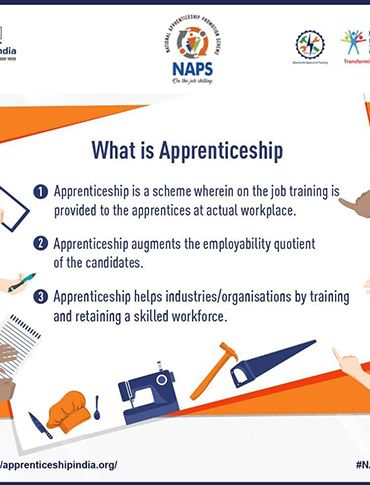 ndia
NATIONAL APPRENTICESHIP PROMOTION SCHEME
NAPS
On the job skilling.
Transformin
What is Apprenticeship
1 Apprenticeship is a scheme wherein on the job training is
provided to the apprentices at actual workplace.
2 Apprenticeship augments the employability quotient
of the candidates.
3 Apprenticeship helps industries/organisations by training
and retaining a skilled workforce.
/apprenticeshipindia.org/
#NA